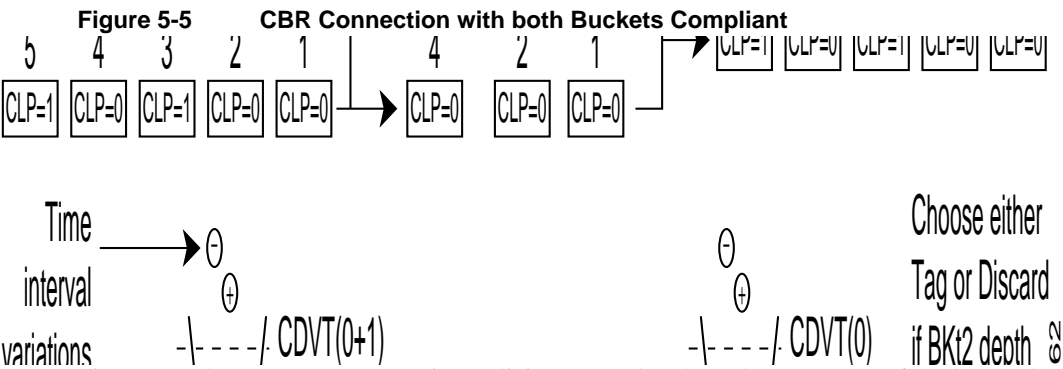 Figure 5-5 CBR Connection with both Buckets Compliant
5 4 3 2 1 4 2 1
CLP=1 CLP=0 CLP=1 CLP=0 CLP=0
CLP=1 CLP=0 CLP=1 CLP=0 CLP=0 CLP=0 CLP=0 CLP=0
Time
interval
variations
-
+
CDVT(0+1)
-
+
CDVT(0)
Choose either
Tag or Discard
if BKt2 depth
62